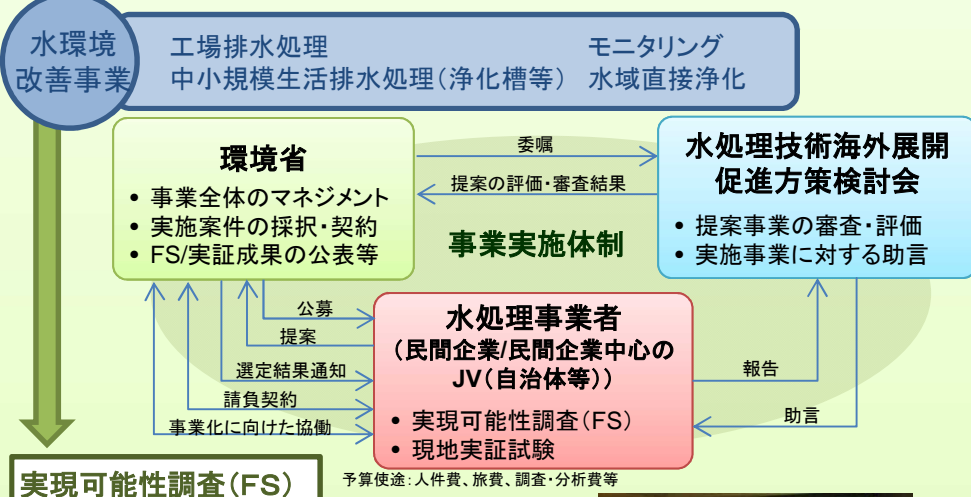 水環境
改善事業
工場排水処理 モニタリング
中小規模生活排水処理(浄化槽等) 水域直接浄化
環境省
• 事業全体のマネジメント
• 実施案件の採択・契約
• FS/実証成果の公表等
委嘱
提案の評価・審査結果
事業実施体制
水処理技術海外展開
促進方策検討会
• 提案事業の審査・評価
• 実施事業に対する助言
公募
提案
選定結果通知
請負契約
事業化に向けた協働
水処理事業者
(民間企業/民間企業中心の
JV(自治体等))
• 実現可能性調査(FS)
• 現地実証試験
報告
助言
予算使途:人件費、旅費、調査・分析費等
実現可能性調査(FS)